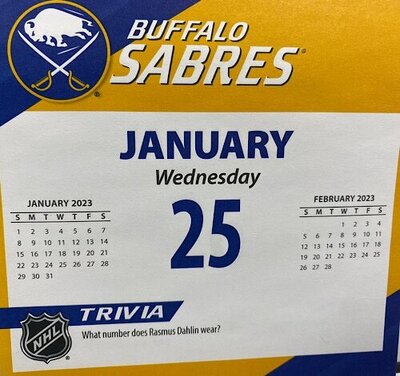 BUFFALO
SABRES
JANUARY
Wednesday
25
JANUARY 2023
S M T W T F S
1 2 3 4 5 6 7
8 9 10 11 12 13 14
15 16 17 18 19 20 21
22 23 24 25 26 27 28
29 30 31
FEBRUARY 2023
S M T W T F S
1 2 3 4
5 6 7 8 9 10 11
12 13 14 15 16 17 18
19 20 21 22 23 24 25
26 27 28
NHL
TRIVIA
What number does Rasmus Dahlin wear?